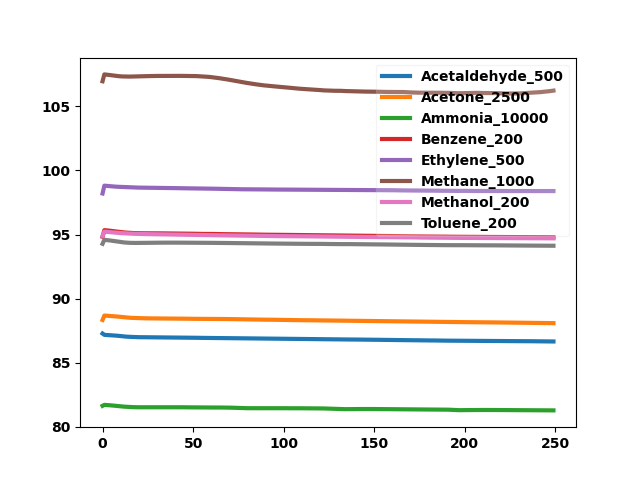 105
100
95
90
85
80
0
50
100
150
200
250
Acetaldehyde_500
Acetone_2500
Ammonia_10000
Benzene_200
Ethylene_500
Methane_1000
Methanol_200
Toluene_200